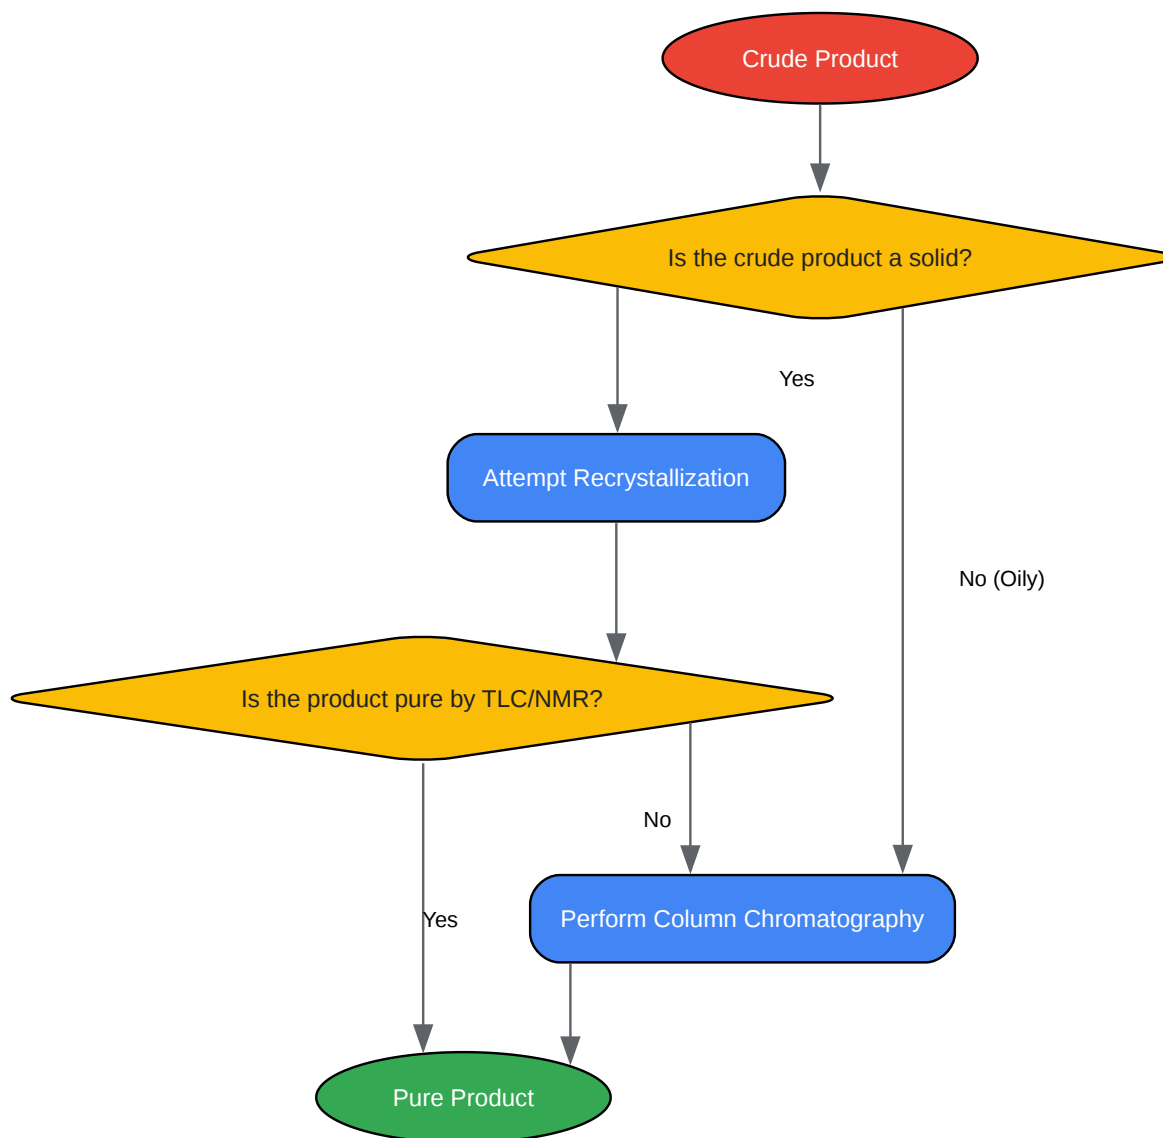 Crude Product
Is the crude product a solid?
Yes
Attempt Recrystallization
No (Oily)
Is the product pure by TLC/NMR?
No
Yes
Perform Column Chromatography
Pure Product